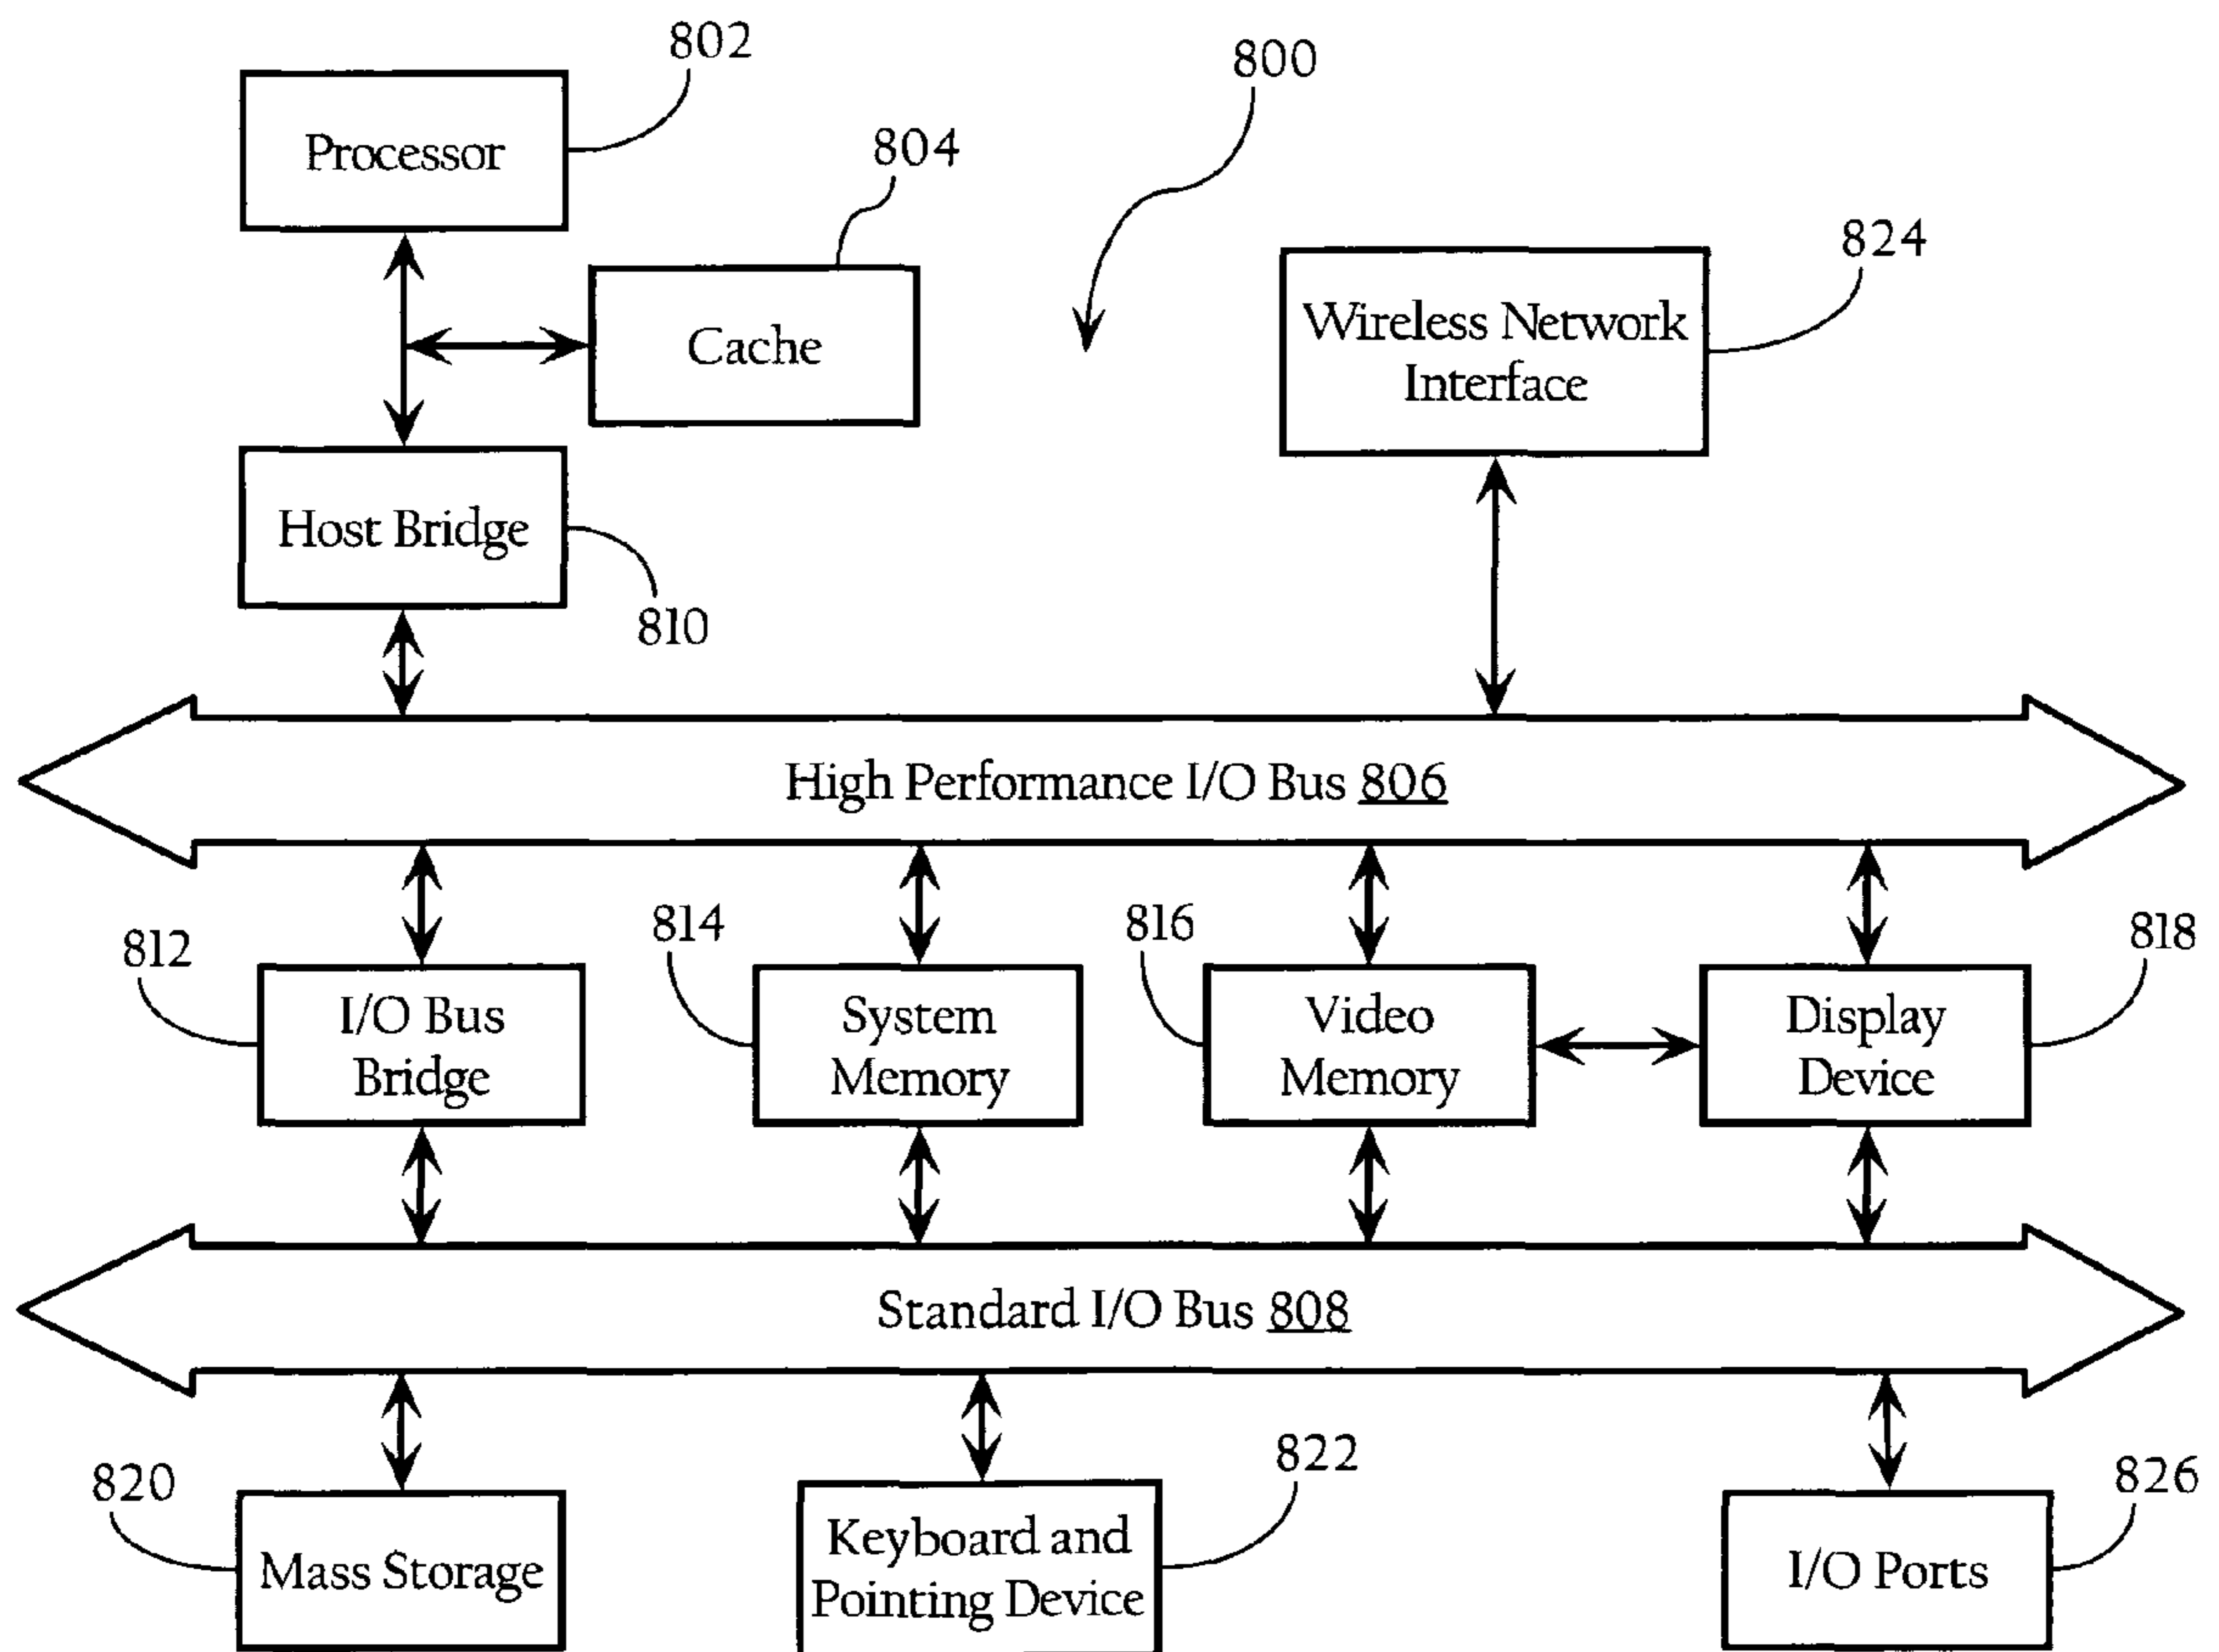 802
800
Processor
804
824
Wireless Network
Interface
Cache
Host Bridge
810
High Performance I/O Bus 806
812
814
816
818
I/O Bus
Bridge
System
Memory
Video
Memory
Display
Device
Standard I/O Bus 808
820
822
826
Mass Storage
Keyboard and
Pointing Device
I/O Ports